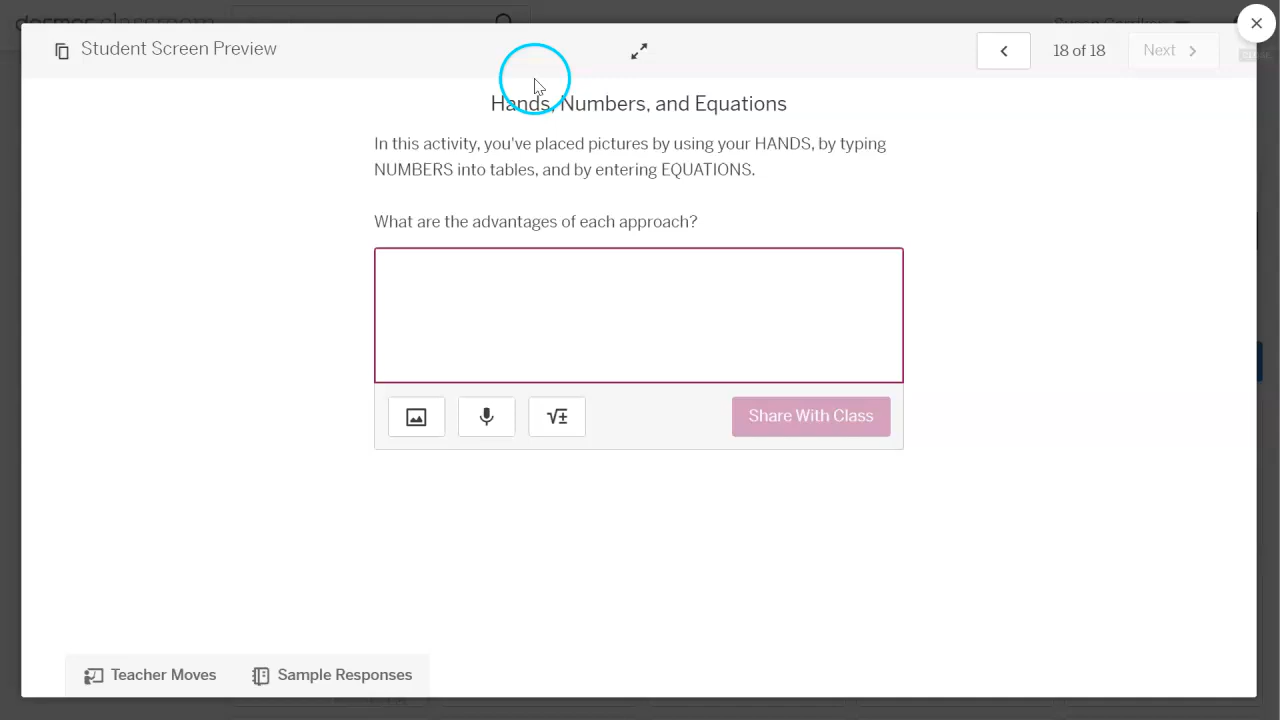 desmos classroom
Student Screen Preview
18 of 18
Next
Hands, Numbers, and Equations
In this activity, you've placed pictures by using your HANDS, by typing
NUMBERS into tables, and by entering EQUATIONS.
What are the advantages of each approach?
√±
Share With Class
Teacher Moves
Sample Responses